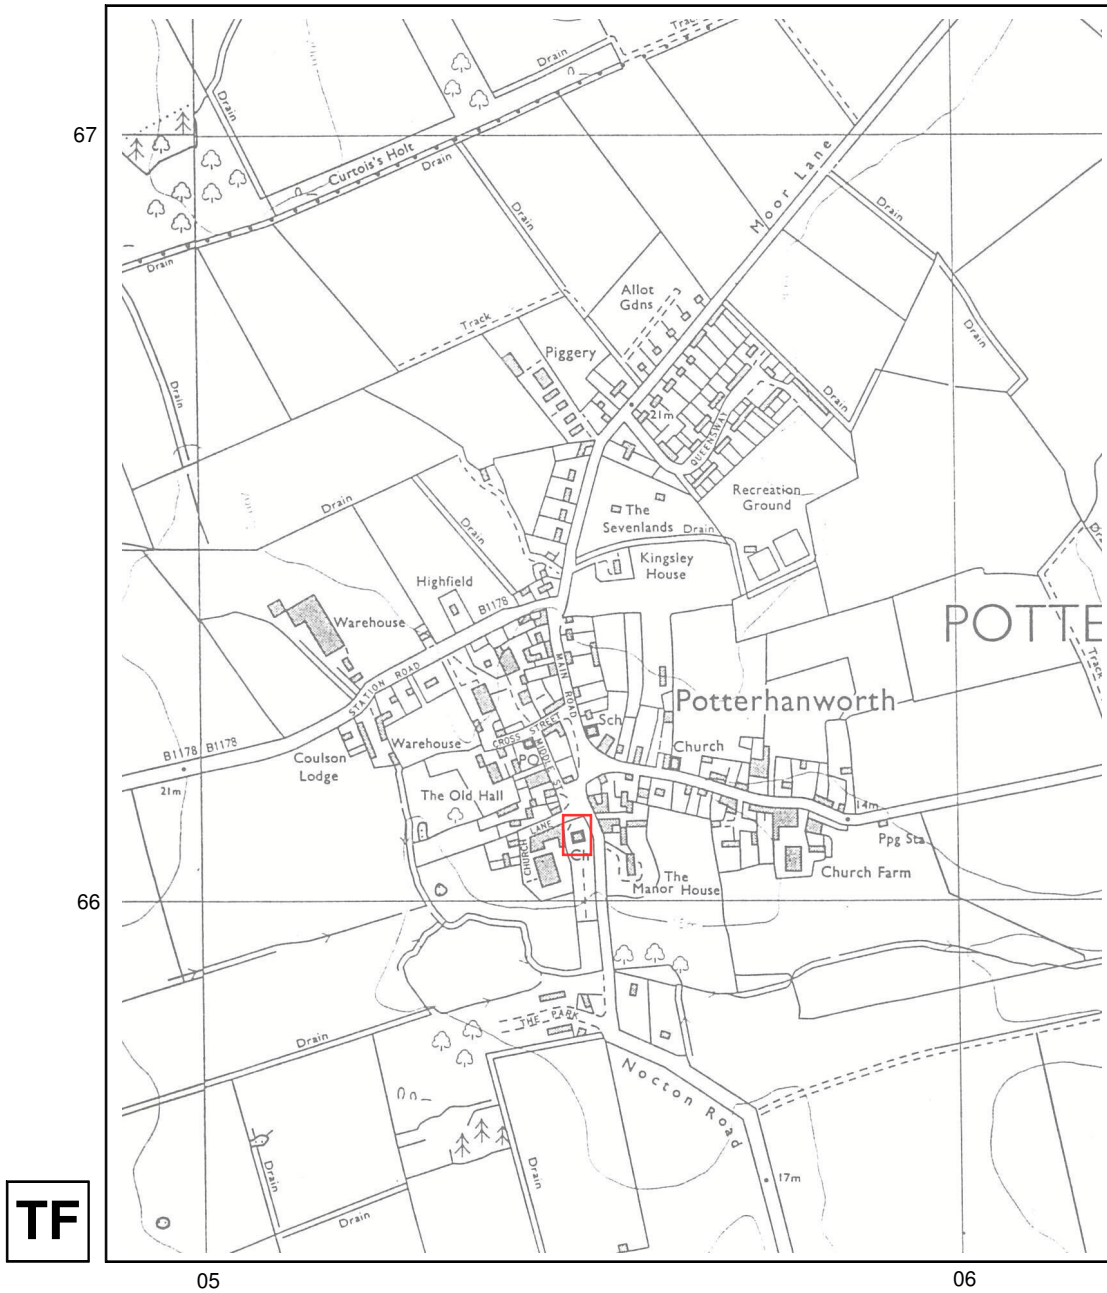 Track
Drain
67
Drain
Curtois's Holt
Drain
Moor Lane
Drain
Drain
Drain
Allot
Gdns
Track
Drain
Piggery
Drain
Drain
21m
QUEENSWAY
Recreation
Ground
Drain
The
Sevenlands
Drain
Drain
Kingsley
House
Highfield
B1178
POTTE
Warehouse
Track
STATION ROAD
MAIN ROAD
Potterhanworth
Sch
CROSS STREET
Church
B1178
B1178
Warehouse
PO
MIDDLE ST
Coulson
Lodge
21m
The Old Hall
14m
CHURCH LANE
Ppg Sta
Ch
The
Manor House
Church Farm
66
THE PARK
Drain
Nocton Road
Drain
Drain
17m
Drain
TF
05
06